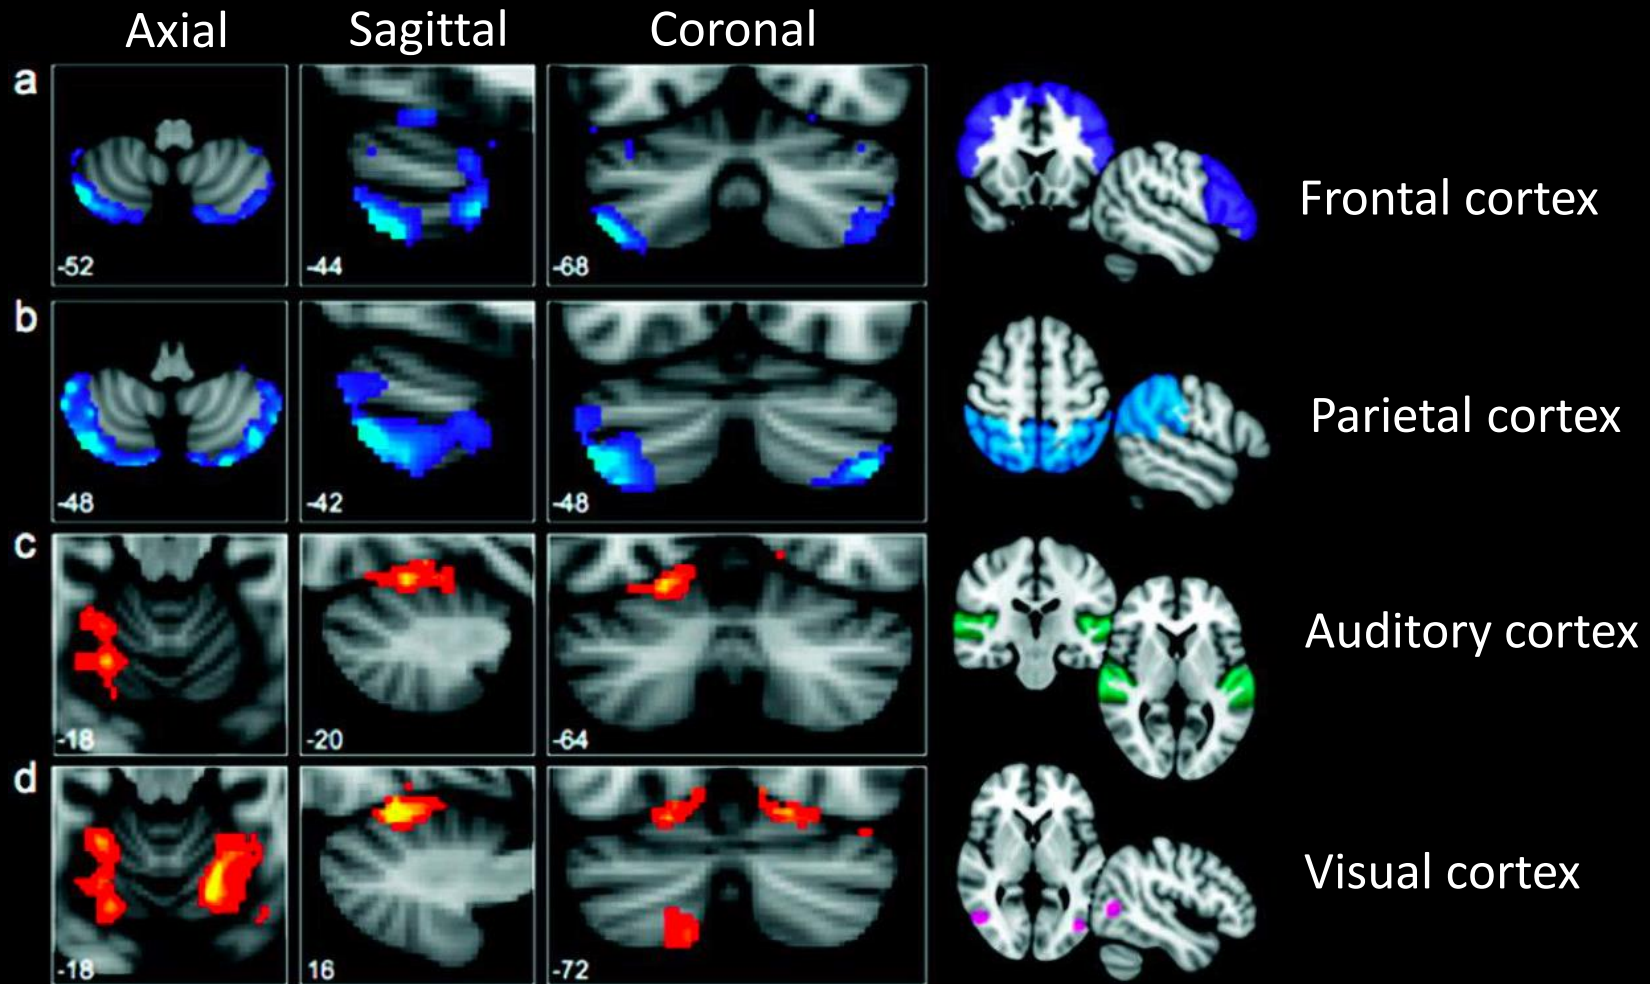 Axial Sagittal Coronal
a
-52 -44 -68
Frontal cortex
b
-48 -42 -48
Parietal cortex
c
-18 -20 -64
Auditory cortex
d
-18 16 -72
Visual cortex